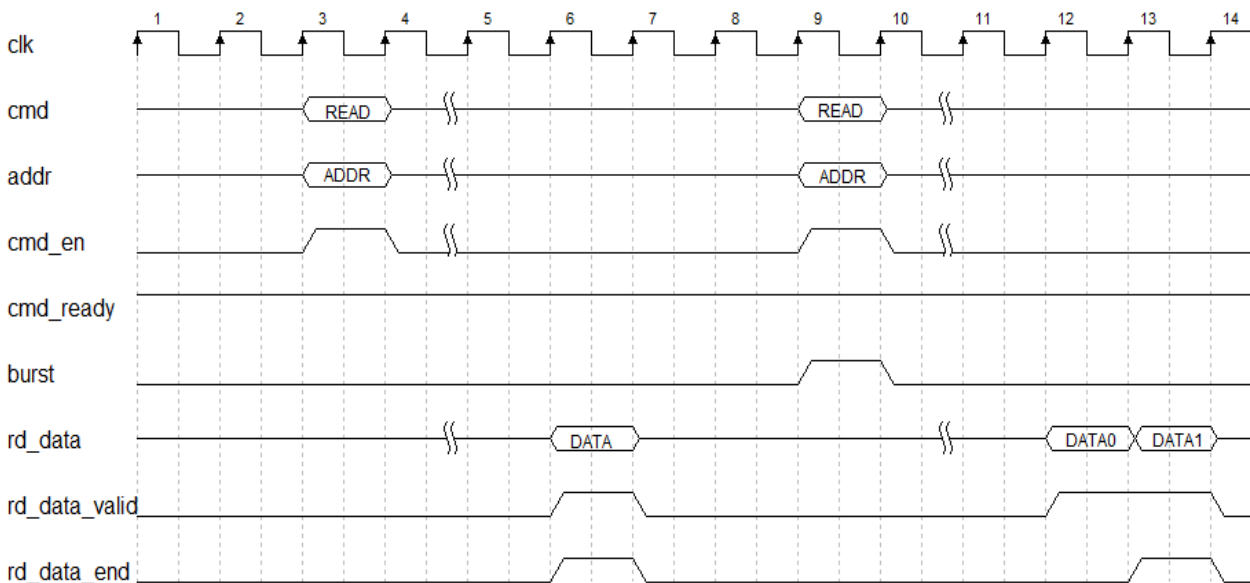 1 2 3 4 5 6 7 8 9 10 11 12 13 14
clk
cmd READ READ
addr ADDR ADDR
cmd_en
cmd_ready
burst
rd_data DATA DATA0 DATA1
rd_data_valid
rd_data_end